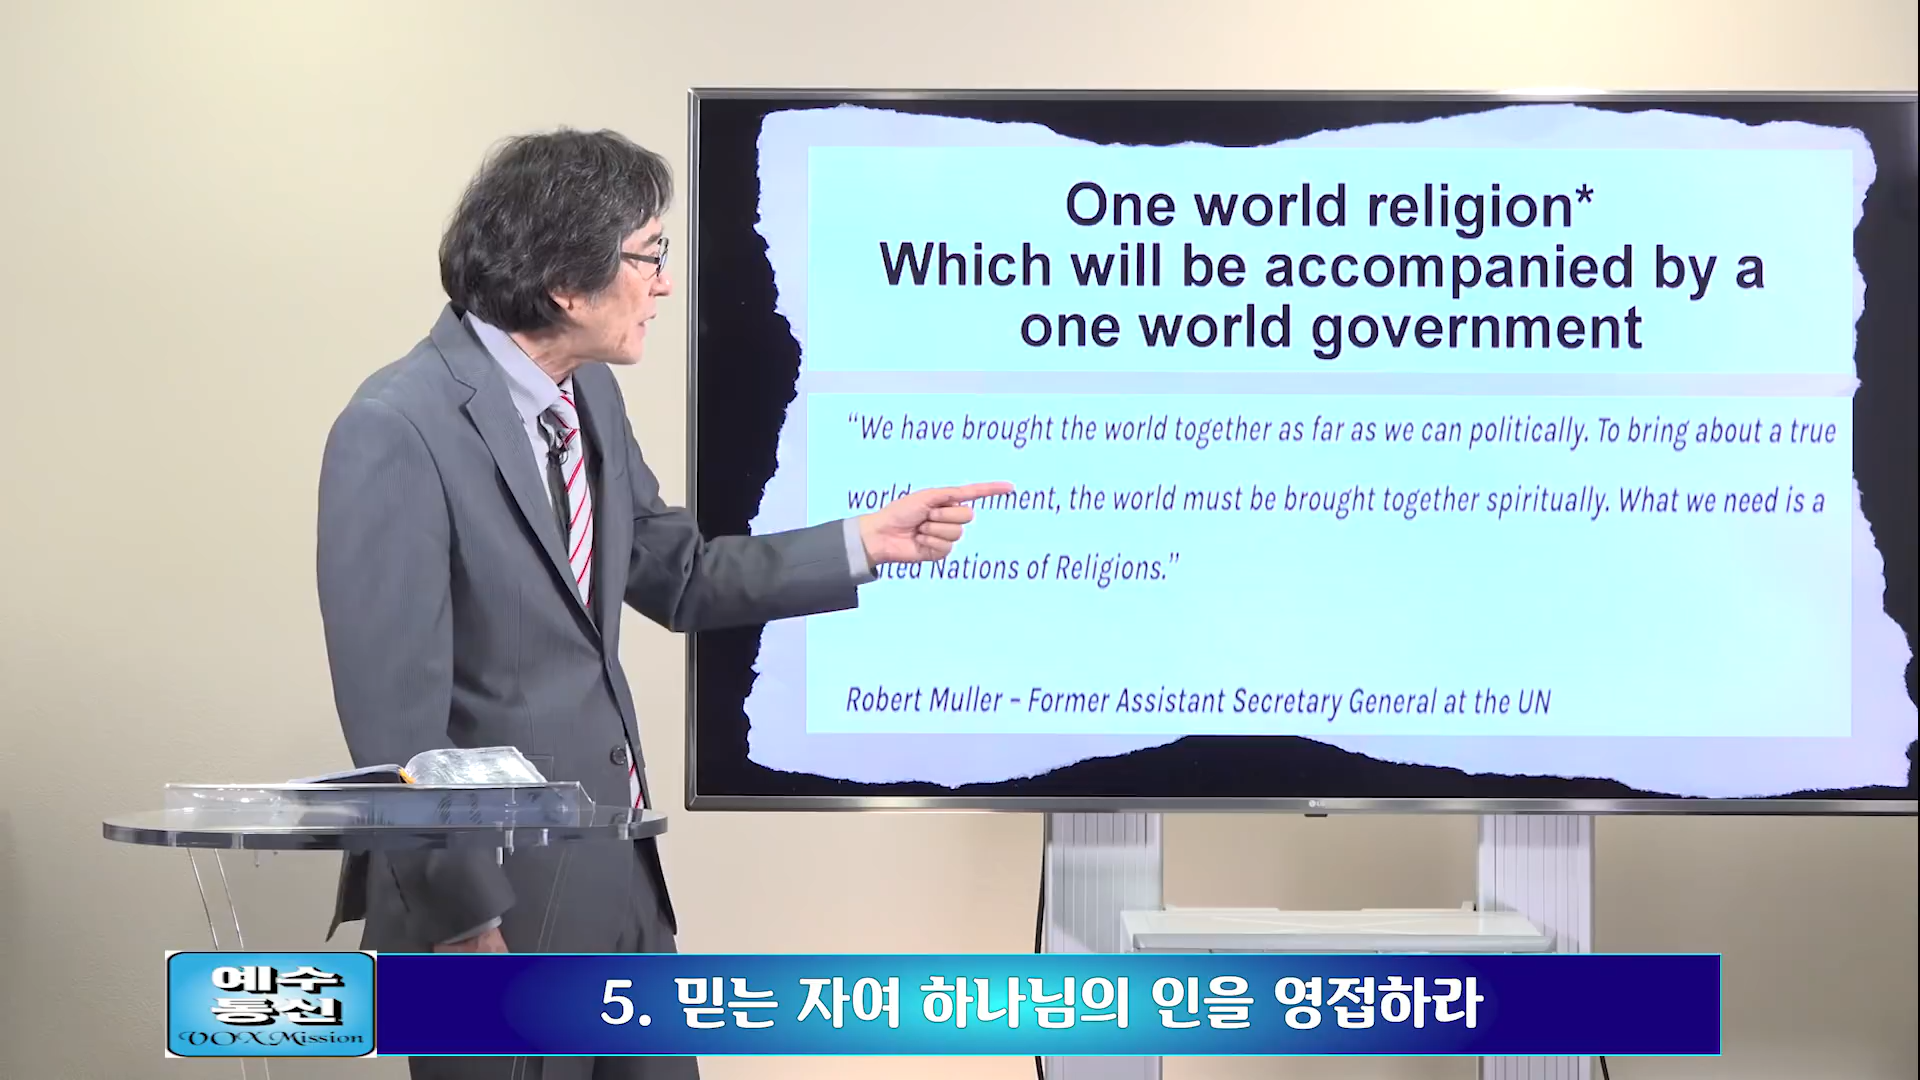 One world religion*
Which will be accompanied by a
one world government
“We have brought the world together as far as we can politically. To bring about a true
the world must be brought together spiritually. What we need is a
Nations of Religions.”
Robert Muller – Former Assistant Secretary General at the UN
LG
예수
통신
VOX Mission
5. 믿는 자여 하나님의 인을 영접하라